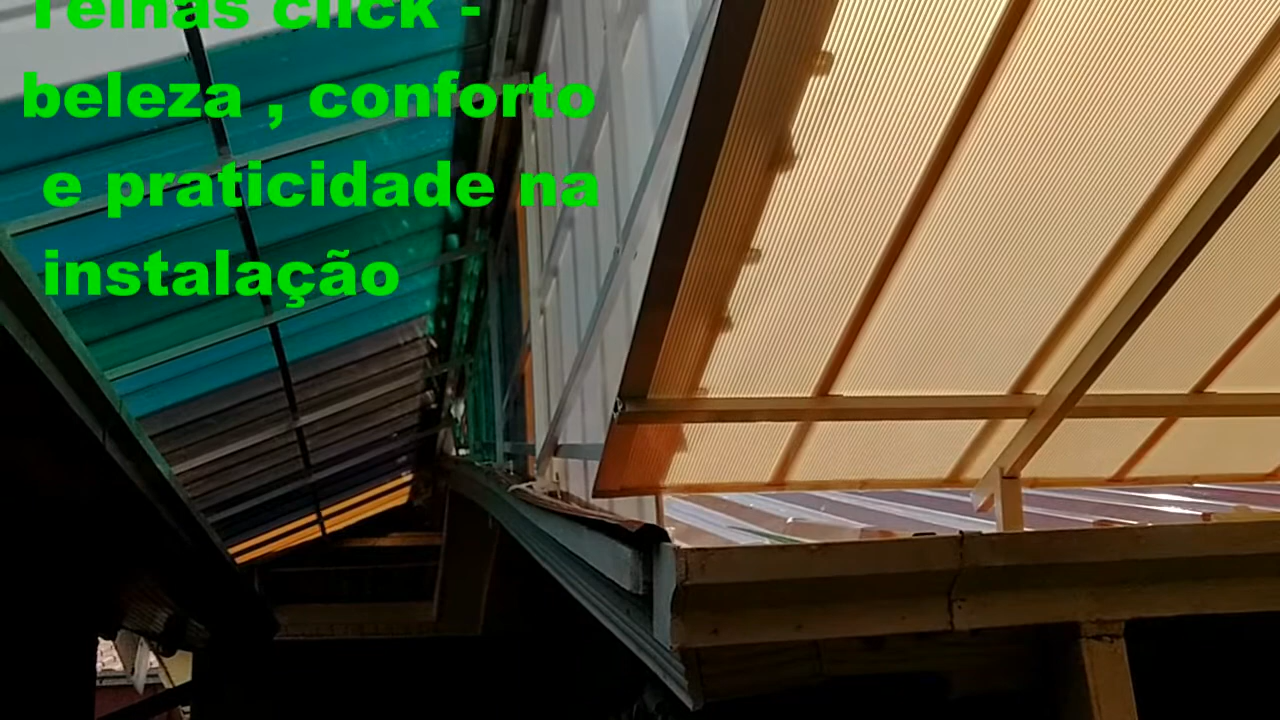 Telhas click -
beleza , conforto
e praticidade na
instalação